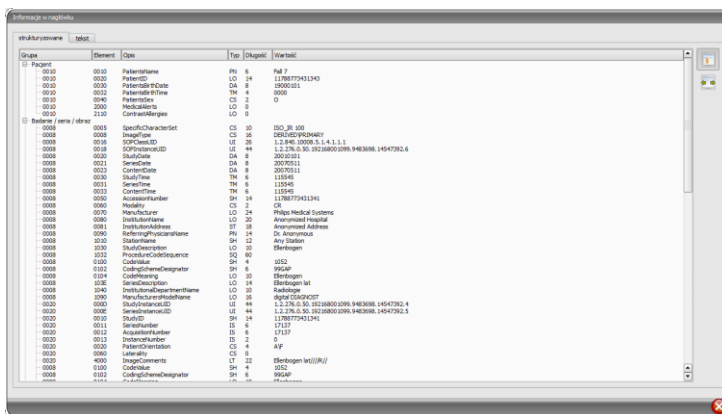 Informacje w nagłówku
strukturyzowane tekst
Grupa Element Opis Typ Długość Wartość
Pacjent
0010 0010 PatientsName PN 6 Fall 7
0010 0020 PatientID LO 14 11788773431343
0010 0030 PatientsBirthDate DA 8 19000101
0010 0032 PatientsBirthTime TM 4 0000
0010 0040 PatientsSex CS 2 O
0010 2000 MedicalAlerts LO 0
0010 2110 ContrastAllergies LO 0
Badanie / seria / obraz
0008 0005 SpecificCharacterSet CS 10 ISO_IR 100
0008 0008 ImageType CS 16 DERIVED\PRIMARY
0008 0016 SOPClassUID UI 26 1.2.840.10008.5.1.4.1.1.1
0008 0018 SOPInstanceUID UI 44 1.2.276.0.50.192168001099.9483698.14547392.6
0008 0020 StudyDate DA 8 20010101
0008 0021 SeriesDate DA 8 20070511
0008 0023 ContentDate DA 8 20070511
0008 0030 StudyTime TM 6 115545
0008 0031 SeriesTime TM 6 115545
0008 0033 ContentTime TM 6 115545
0008 0050 AccessionNumber SH 14 11788773431341
0008 0060 Modality CS 2 CR
0008 0070 Manufacturer LO 24 Philips Medical Systems
0008 0080 InstitutionName LO 20 Anonymized Hospital
0008 0081 InstitutionAddress ST 18 Anonymized Address
0008 0090 ReferringPhysiciansName PN 14 Dr. Anonymous
0008 1010 StationName SH 12 Any Station
0008 1030 StudyDescription LO 10 Ellenbogen
0008 1032 ProcedureCodeSequence SQ 60
0008 0100 CodeValue SH 4 1052
0008 0102 CodingSchemeDesignator SH 6 99GAP
0008 0104 CodeMeaning LO 10 Ellenbogen
0008 103E SeriesDescription LO 14 Ellenbogen lat
0008 1040 InstitutionalDepartmentName LO 10 Radiologie
0008 1090 ManufacturersModelName LO 16 digital DIAGNOST
0020 000D StudyInstanceUID UI 44 1.2.276.0.50.192168001099.9483698.14547392.4
0020 000E SeriesInstanceUID UI 44 1.2.276.0.50.192168001099.9483698.14547392.5
0020 0010 StudyID SH 14 11788773431341
0020 0011 SeriesNumber IS 6 17137
0020 0012 AcquisitionNumber IS 6 17137
0020 0013 InstanceNumber IS 2 0
0020 0020 PatientOrientation CS 4 A\F
0020 0060 Laterality CS 0
0020 4000 ImageComments LT 22 Ellenbogen lat///R//
0008 0100 CodeValue SH 4 1052
0008 0102 CodingSchemeDesignator SH 6 99GAP